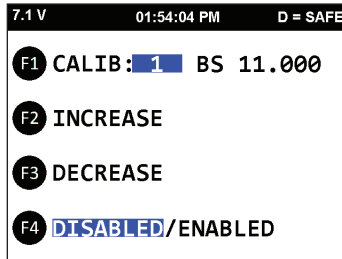 7.1 V 01:54:04 PM D = SAFE
F1 CALIB: 1 BS 11.000
F2 INCREASE
F3 DECREASE
F4 DISABLED/ENABLED